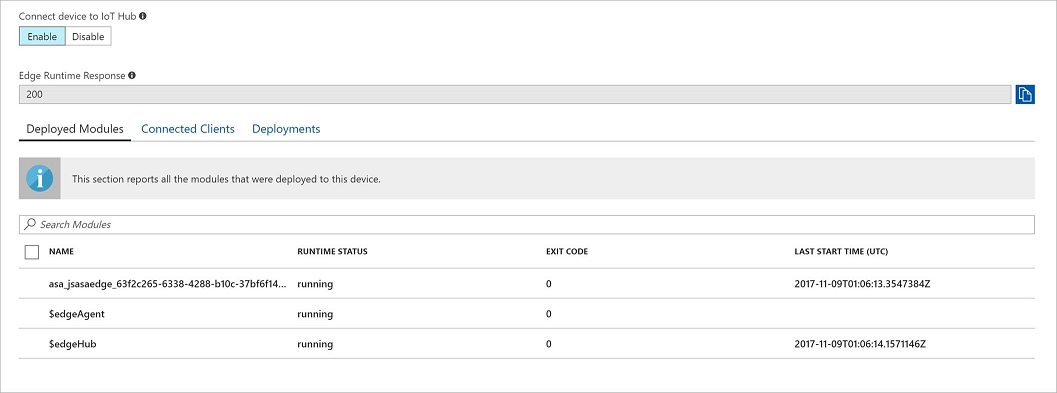 Connect device to IoT Hub
Enable Disable
Edge Runtime Response
200
Deployed Modules Connected Clients Deployments
This section reports all the modules that were deployed to this device.
Search Modules
NAME RUNTIME STATUS EXIT CODE LAST START TIME (UTC)
asa_jsasaedge_63f2c265-6338-4288-b10c-37bf6f14... running 0 2017-11-09T01:06:13.3547384Z
$edgeAgent running 0
$edgeHub running 0 2017-11-09T01:06:14.1571146Z